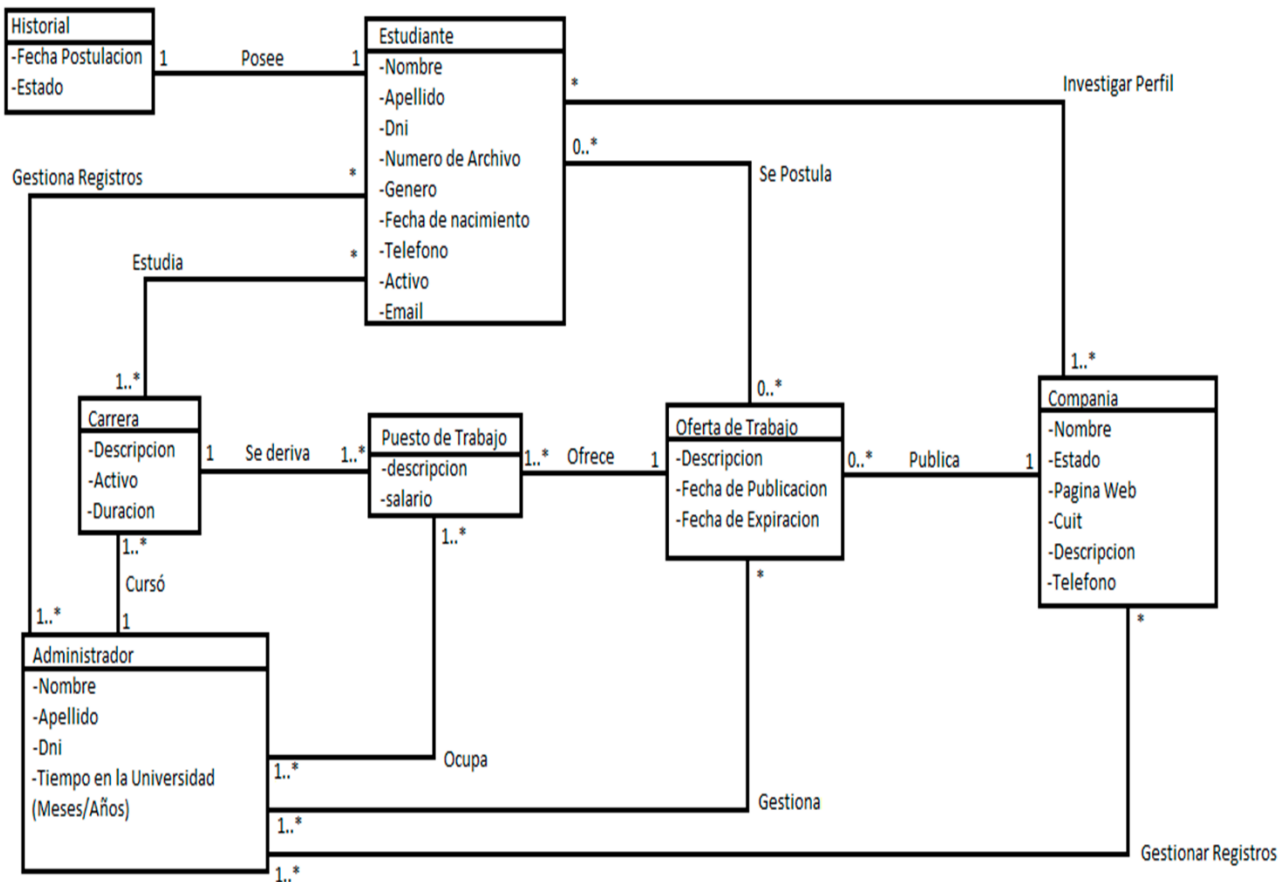 Historial
-Fecha Postulacion
-Estado
1
Posee
1
Estudiante
-Nombre
-Apellido
-Dni
-Numero de Archivo
-Genero
-Fecha de nacimiento
-Telefono
-Activo
-Email
*
Investigar Perfil
0..*
Se Postula
Gestiona Registros
*
Estudia
*
1..*
0..*
1..*
Carrera
-Descripcion
-Activo
-Duracion
1
Se deriva
1..*
Puesto de Trabajo
-descripcion
-salario
1..*
Ofrece
1
Oferta de Trabajo
-Descripcion
-Fecha de Publicacion
-Fecha de Expiracion
0..*
Publica
1
Compania
-Nombre
-Estado
-Pagina Web
-Cuit
-Descripcion
-Telefono
1..*
Cursó
1
1..*
1..*
*
*
Administrador
-Nombre
-Apellido
-Dni
-Tiempo en la Universidad
(Meses/Años)
1..*
Ocupa
1..*
Gestiona
1..*
Gestionar Registros